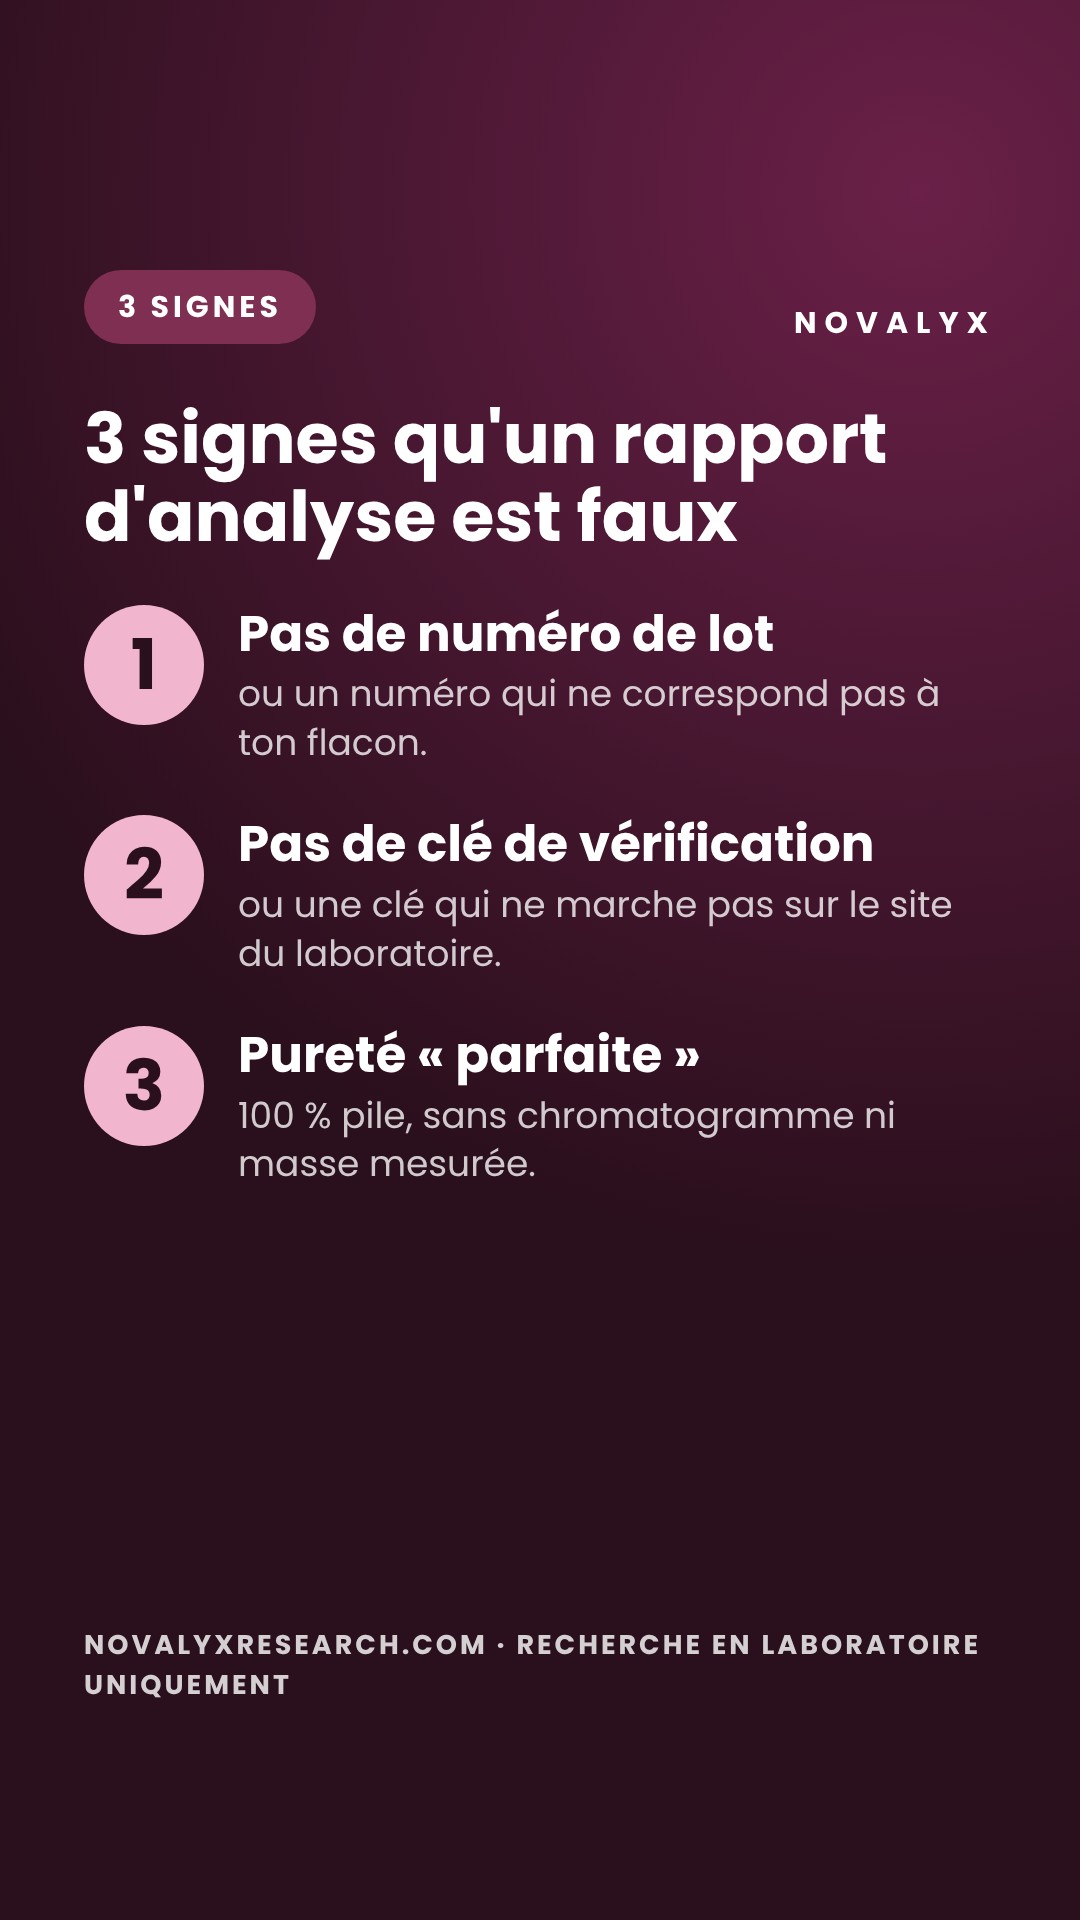 3 SIGNES
NOVALYX
3 signes qu'un rapport
d'analyse est faux
1
Pas de numéro de lot
ou un numéro qui ne correspond pas à
ton flacon.
2
Pas de clé de vérification
ou une clé qui ne marche pas sur le site
du laboratoire.
3
Pureté « parfaite »
100 % pile, sans chromatogramme ni
masse mesurée.
NOVALYXRESEARCH.COM · RECHERCHE EN LABORATOIRE
UNIQUEMENT